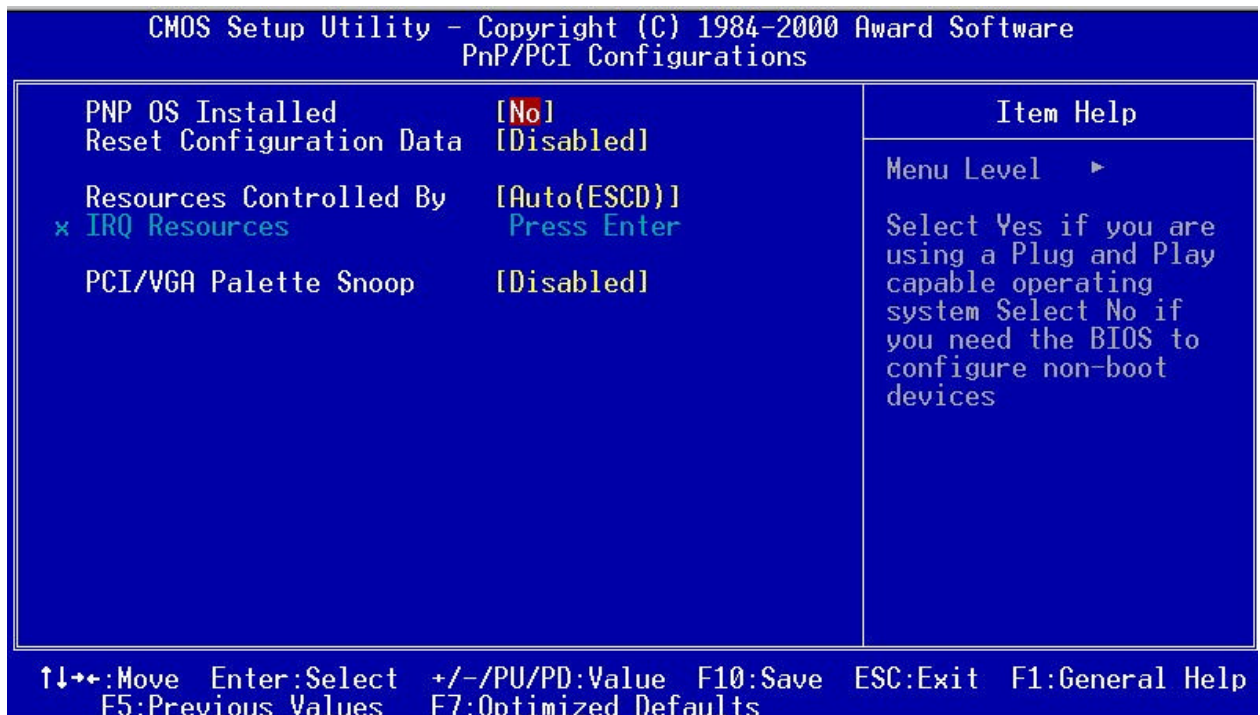 CMOS Setup Utility – Copyright (C) 1984–2000 Award Software
PnP/PCI Configurations
PNP OS Installed [No]
Reset Configuration Data [Disabled]
Resources Controlled By [Auto(ESCD)]
x IRQ Resources Press Enter
PCI/VGA Palette Snoop [Disabled]
Item Help
Menu Level ►
Select Yes if you are
using a Plug and Play
capable operating
system Select No if
you need the BIOS to
configure non-boot
devices
↑↓→←:Move Enter:Select +/-/PU/PD:Value F10:Save ESC:Exit F1:General Help
F5:Previous Values F7:Optimized Defaults